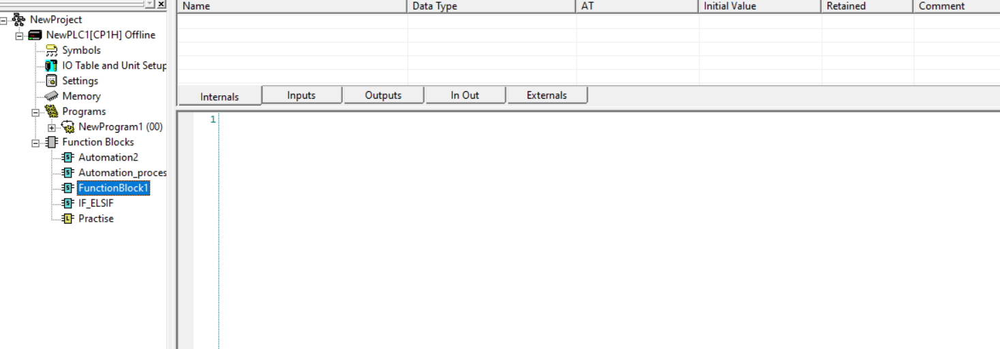 Name Data Type AT Initial Value Retained Comment
NewProject
NewPLC1[CP1H] Offline
Symbols
IO Table and Unit Setup
Settings
Memory
Programs
NewProgram1 (00)
Function Blocks
Automation2
Automation_proces
FunctionBlock1
IF_ELSIF
Practise
Internals Inputs Outputs In Out Externals
1